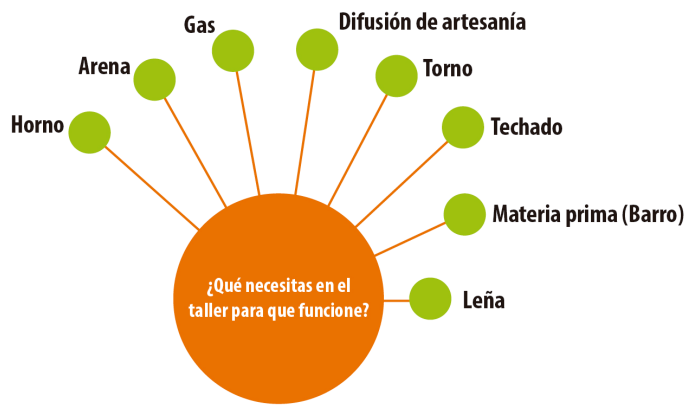 Difusión de artesanía
Gas
Arena
Torno
Horno
Techado
Materia prima (Barro)
¿Qué necesitas en el
taller para que funcione?
Leña